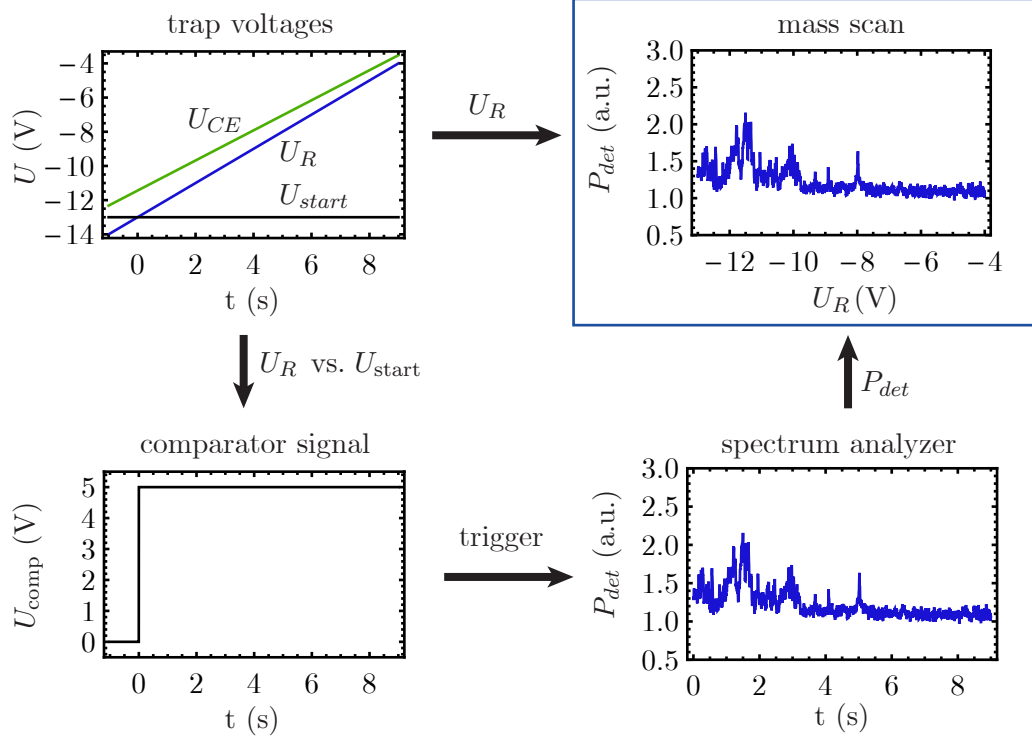 trap voltages
U (V)
−4
−6
−8
−10
−12
−14
U_CE
U_R
U_start
0 2 4 6 8
t (s)
U_R
mass scan
P_det (a.u.)
3.0
2.5
2.0
1.5
1.0
0.5
−12 −10 −8 −6 −4
U_R (V)
U_R vs. U_start
P_det
comparator signal
U_comp (V)
5
4
3
2
1
0
0 2 4 6 8
t (s)
trigger
spectrum analyzer
P_det (a.u.)
3.0
2.5
2.0
1.5
1.0
0.5
0 2 4 6 8
t (s)